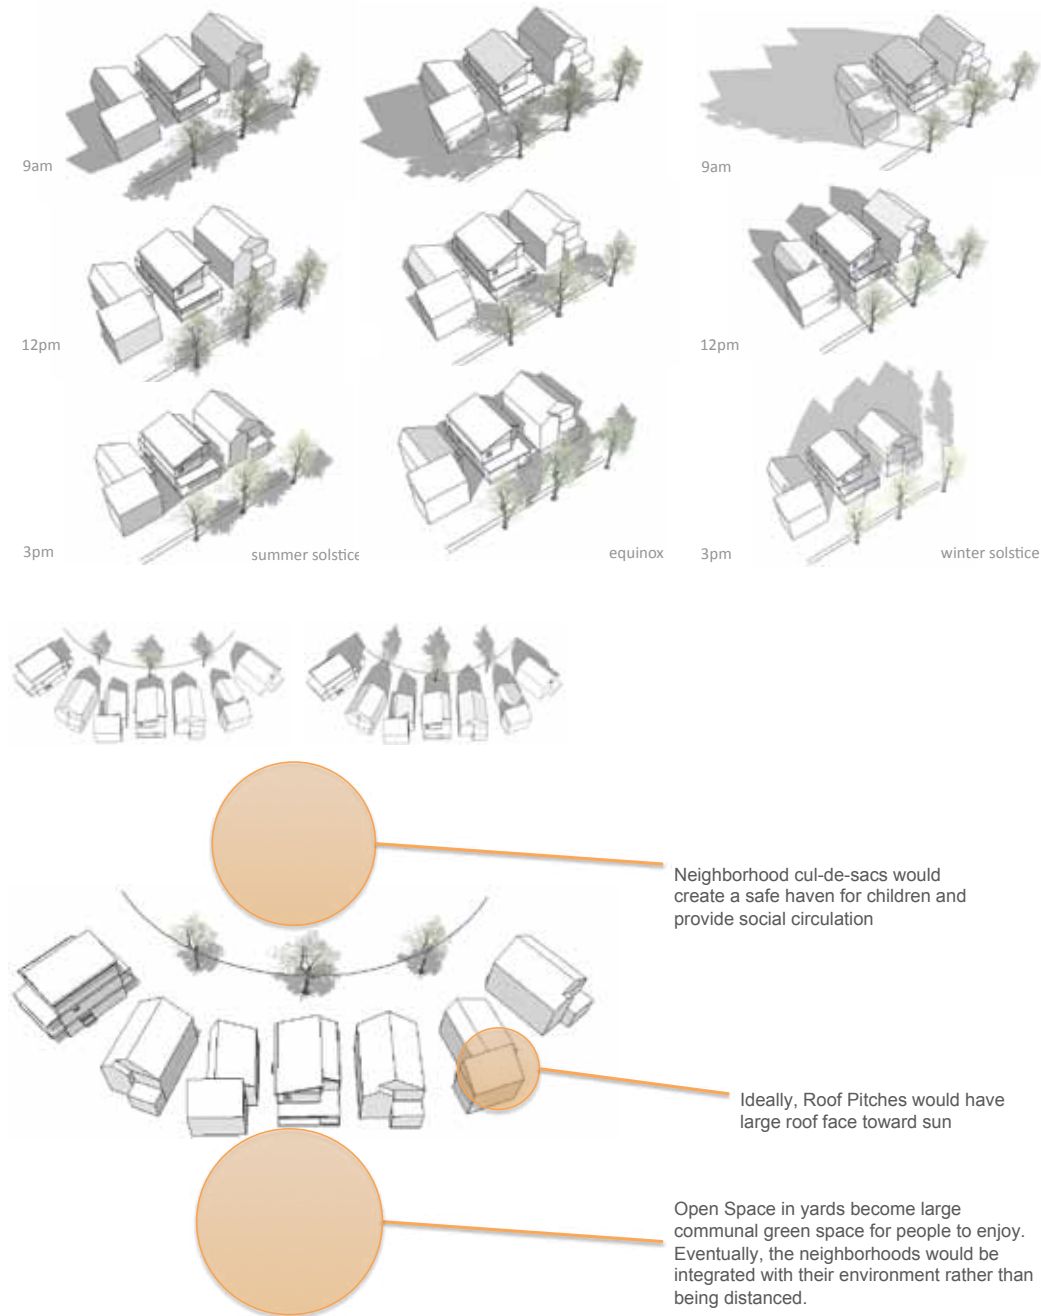 9am
9am
12pm
12pm
3pm
summer solstice
equinox
3pm
winter solstice
Neighborhood cul-de-sacs would
create a safe haven for children and
provide social circulation
Ideally, Roof Pitches would have
large roof face toward sun
Open Space in yards become large
communal green space for people to enjoy.
Eventually, the neighborhoods would be
integrated with their environment rather than
being distanced.